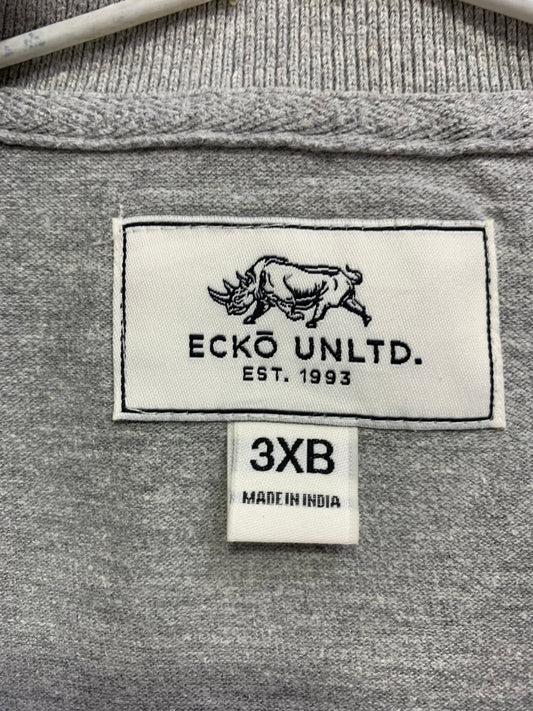 ECKŌ UNLTD.
EST. 1993
3XB
MADE IN INDIA